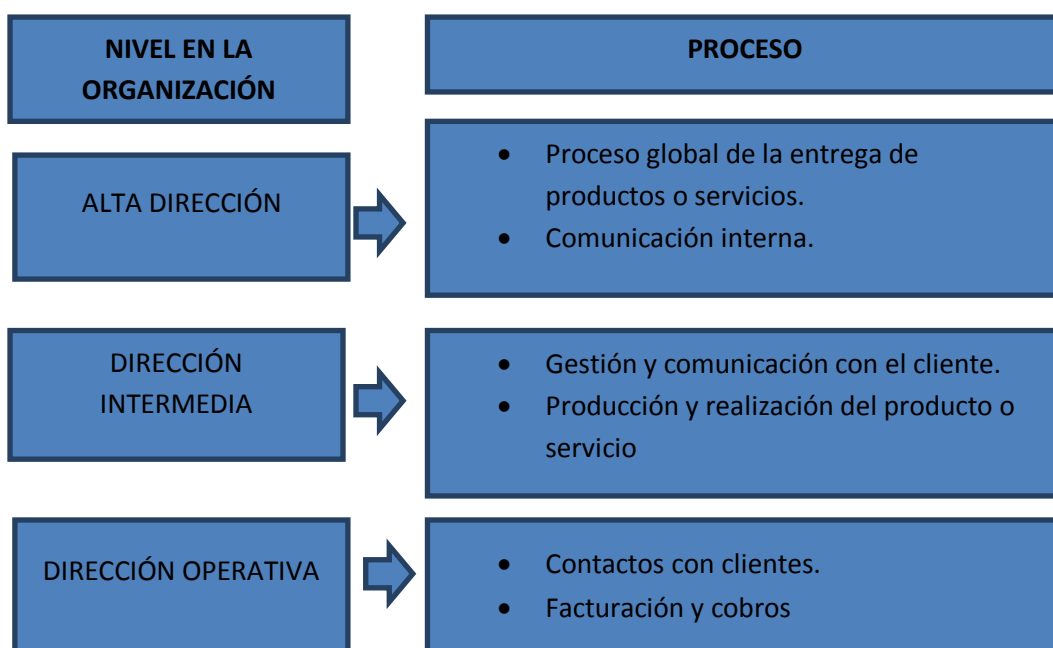 NIVEL EN LA
ORGANIZACIÓN
PROCESO
ALTA DIRECCIÓN
• Proceso global de la entrega de
productos o servicios.
• Comunicación interna.
DIRECCIÓN
INTERMEDIA
• Gestión y comunicación con el cliente.
• Producción y realización del producto o
servicio
DIRECCIÓN OPERATIVA
• Contactos con clientes.
• Facturación y cobros